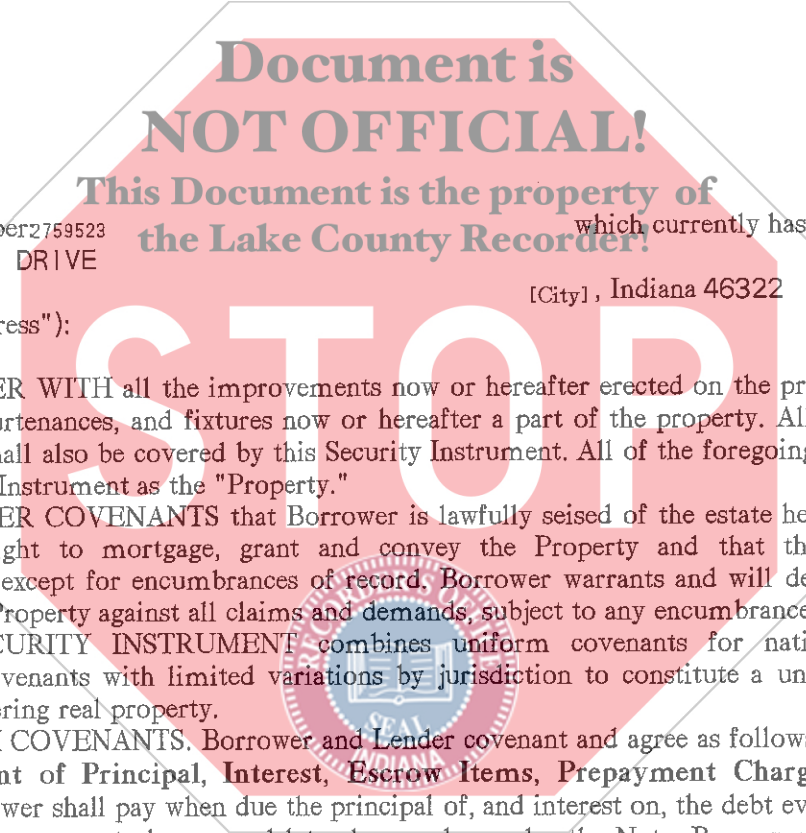 Document is
NOT OFFICIAL!
This Document is the property of
the Lake County Recorder!
ber2759523 which currently has
DRIVE
[City] , Indiana 46322
ress"):
STOP
ER WITH all the improvements now or hereafter erected on the pr
urtenances, and fixtures now or hereafter a part of the property. All
hall also be covered by this Security Instrument. All of the foregoing
Instrument as the "Property."
ER COVENANTS that Borrower is lawfully seised of the estate he
ght to mortgage, grant and convey the Property and that th
except for encumbrances of record. Borrower warrants and will de
Property against all claims and demands, subject to any encumbrance
CURITY INSTRUMENT combines uniform covenants for nati
venants with limited variations by jurisdiction to constitute a un
ering real property.
M COVENANTS. Borrower and Lender covenant and agree as follows
nt of Principal, Interest, Escrow Items, Prepayment Charg
wer shall pay when due the principal of, and interest on, the debt ev
SEAL
INDIANA